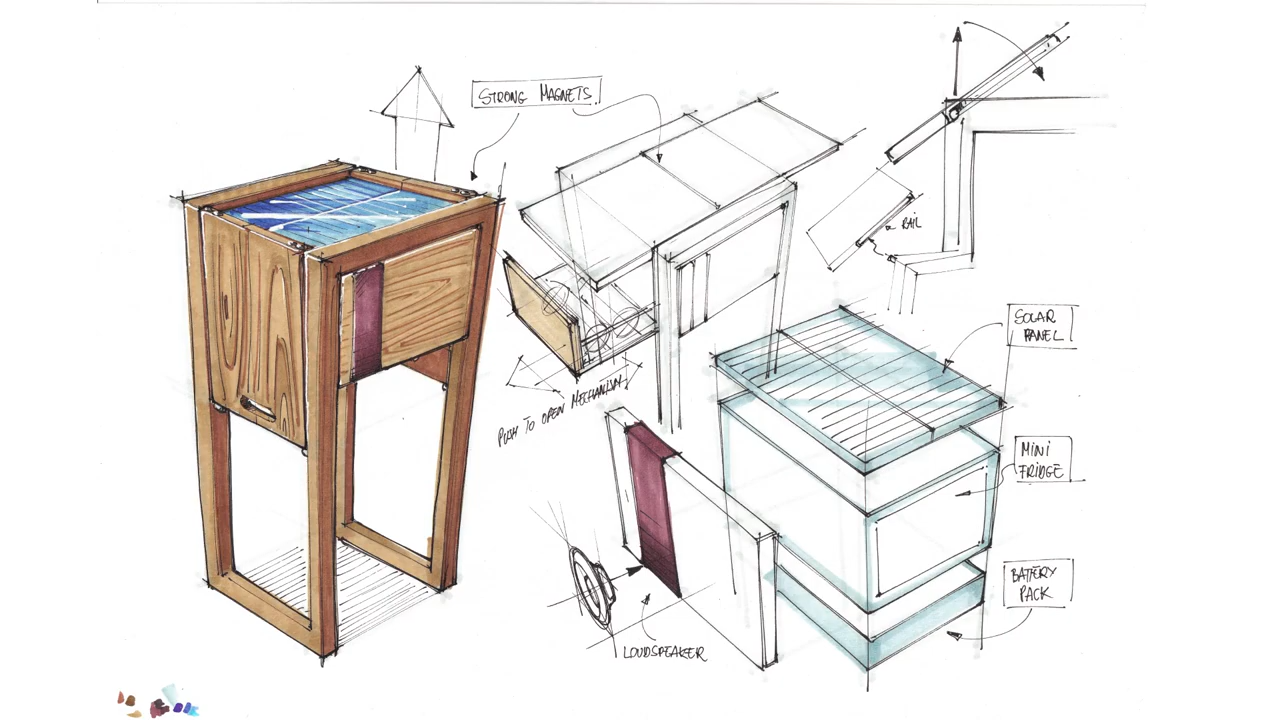 STRONG MAGNETS
RAIL
SOLAR
PANEL
PUSH TO OPEN MECHANISM
MINI
FRIDGE
BATTERY
PACK
LOUDSPEAKER